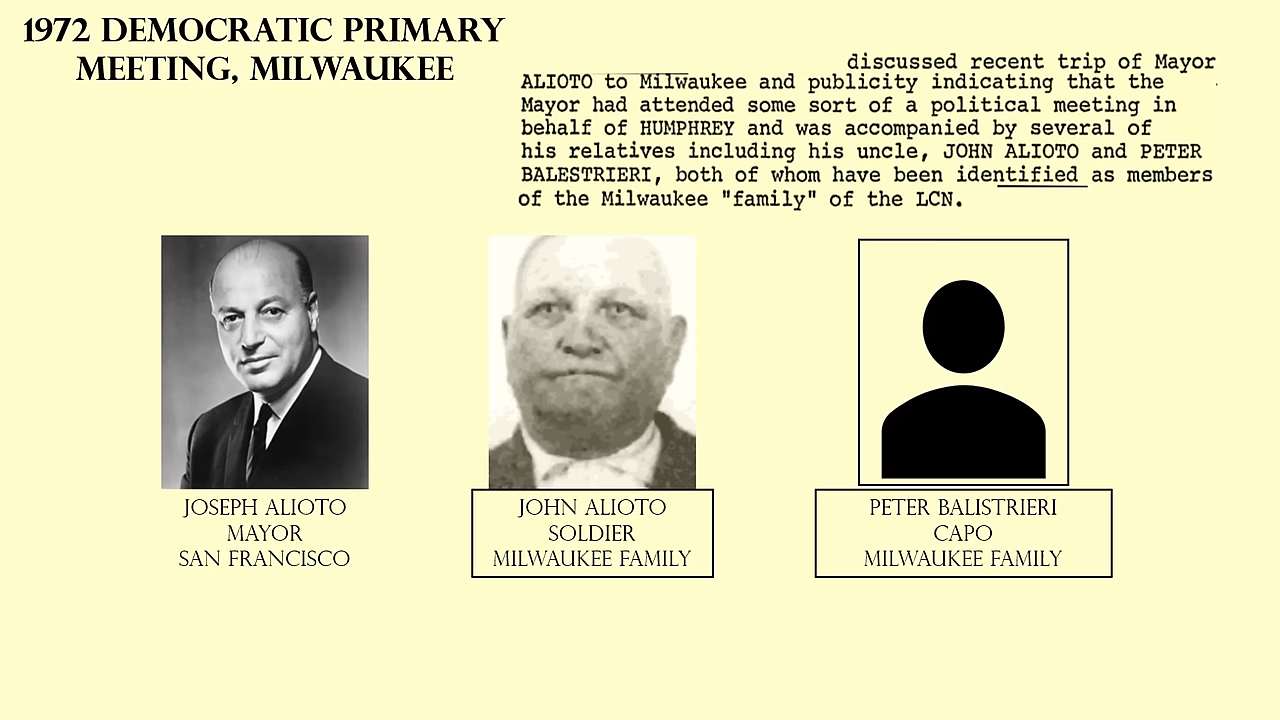 1972 DEMOCRATIC PRIMARY
MEETING, MILWAUKEE
discussed recent trip of Mayor
ALIOTO to Milwaukee and publicity indicating that the
Mayor had attended some sort of a political meeting in
behalf of HUMPHREY and was accompanied by several of
his relatives including his uncle, JOHN ALIOTO and PETER
BALESTRIERI, both of whom have been identified as members
of the Milwaukee "family" of the LCN.
JOSEPH ALIOTO
MAYOR
SAN FRANCISCO
JOHN ALIOTO
SOLDIER
MILWAUKEE FAMILY
PETER BALISTRIERI
CAPO
MILWAUKEE FAMILY